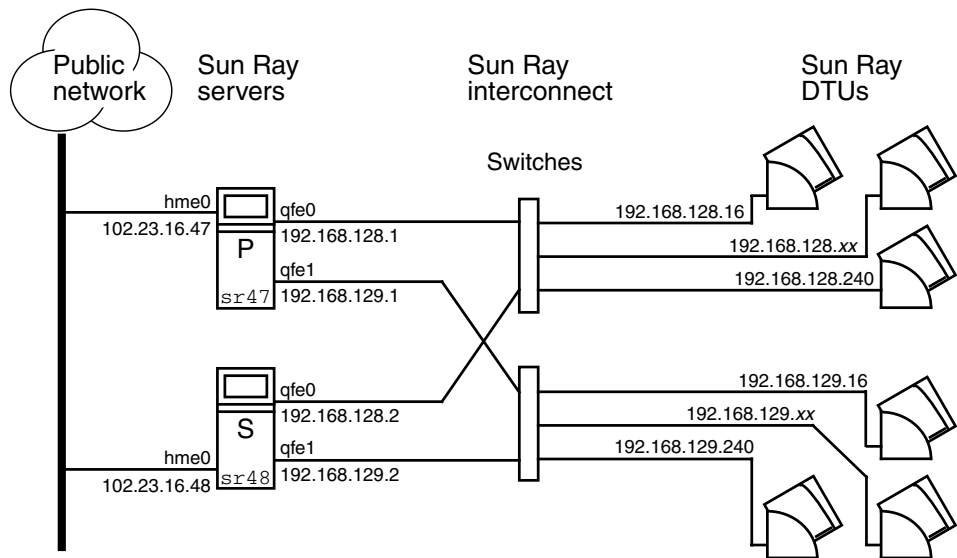 Public
network
Sun Ray
servers
Sun Ray
interconnect
Sun Ray
DTUs
Switches
hme0
102.23.16.47
qfe0
192.168.128.1
P
qfe1
192.168.129.1
sr47
192.168.128.16
192.168.128.xx
192.168.128.240
qfe0
192.168.128.2
S
qfe1
192.168.129.2
hme0
102.23.16.48
sr48
192.168.129.16
192.168.129.xx
192.168.129.240